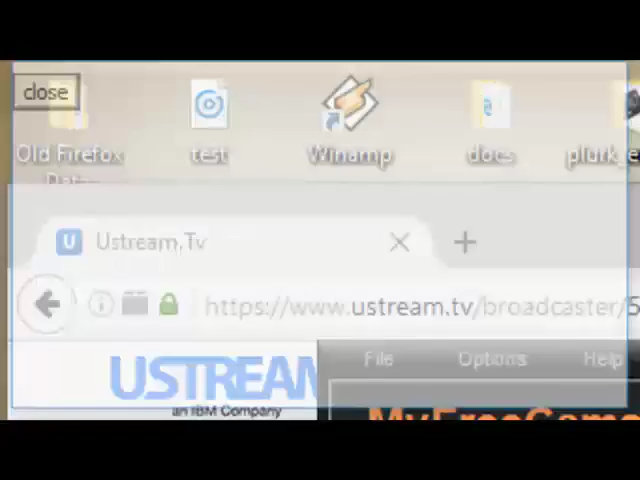 close
Old Firefox
test
Winamp
docs
Ustream.Tv
https://www.ustream.tv/broadcaster/5
File
Options
Help
USTREAM
an IBM Company